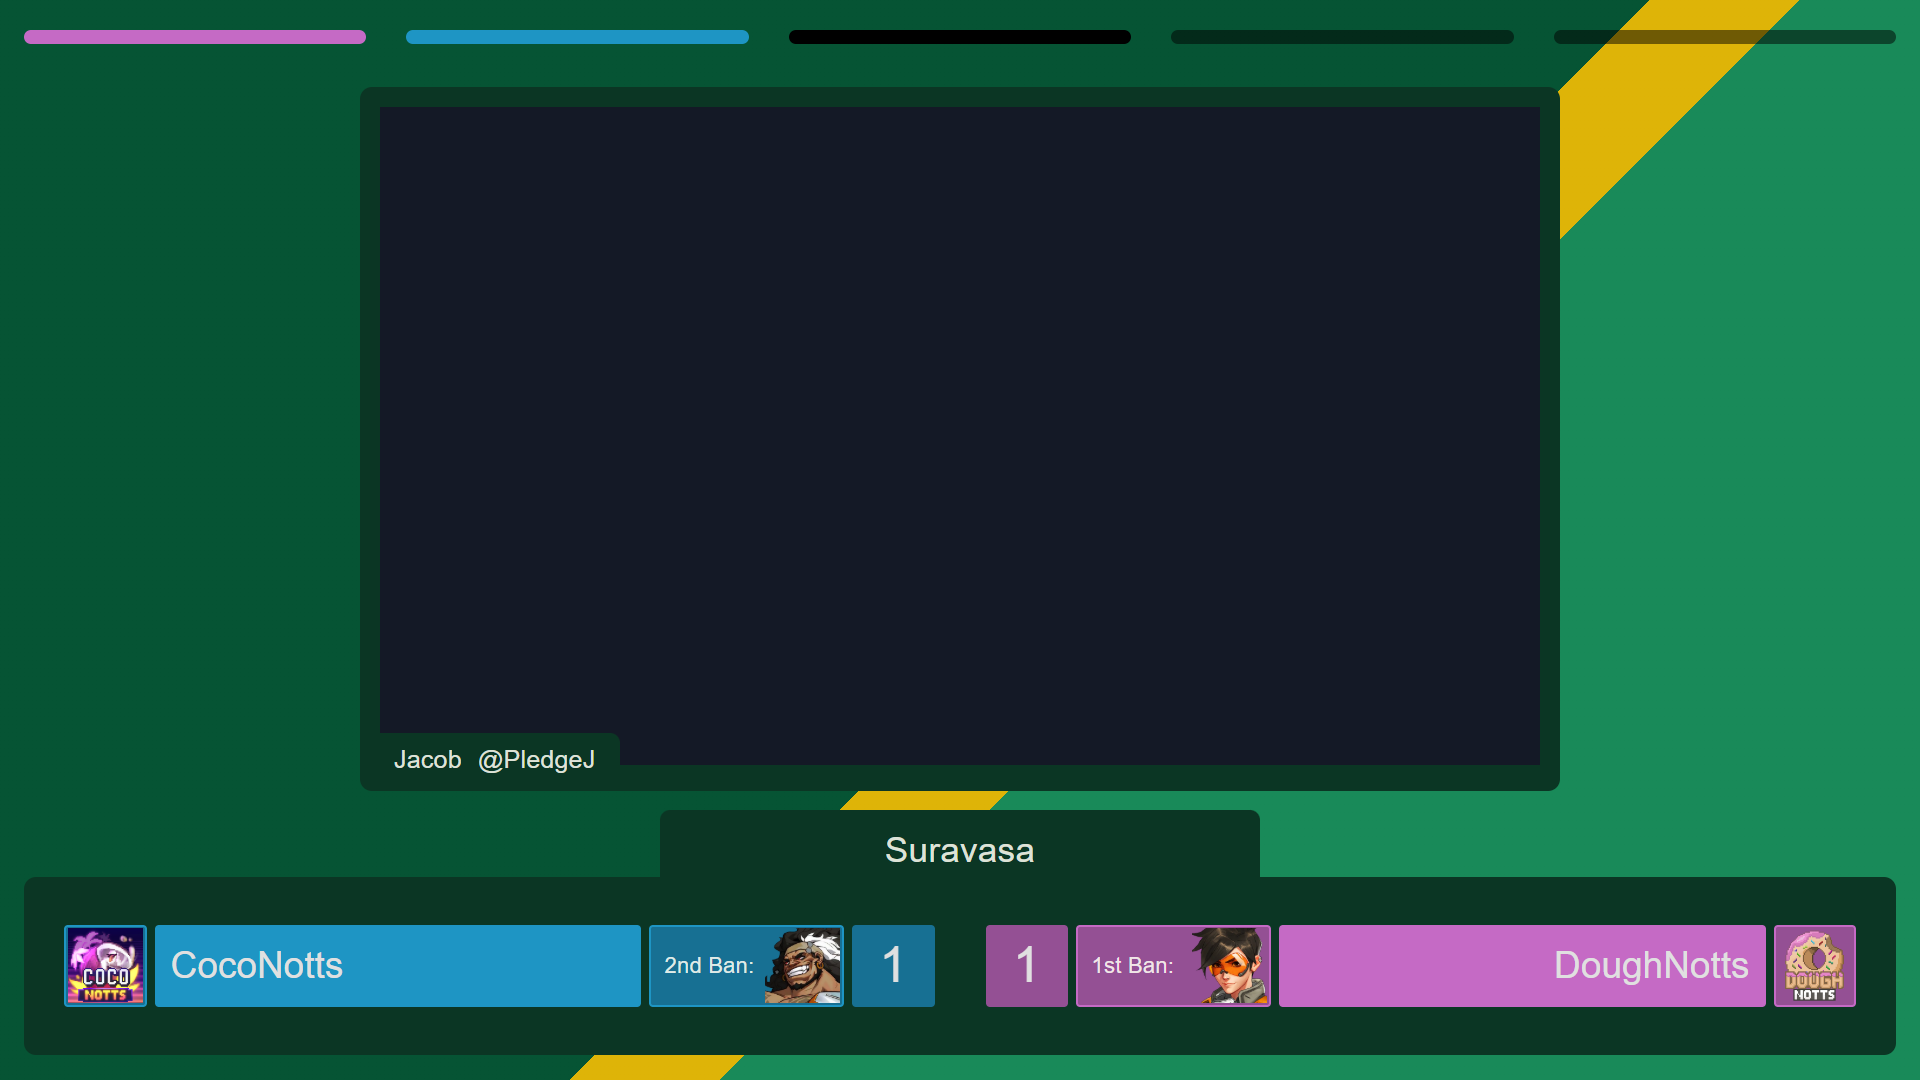 Jacob @PledgeJ
Suravasa
COCO
NOTTS
CocoNotts
2nd Ban:
1
1
1st Ban:
DoughNotts
DOUGH
NOTTS